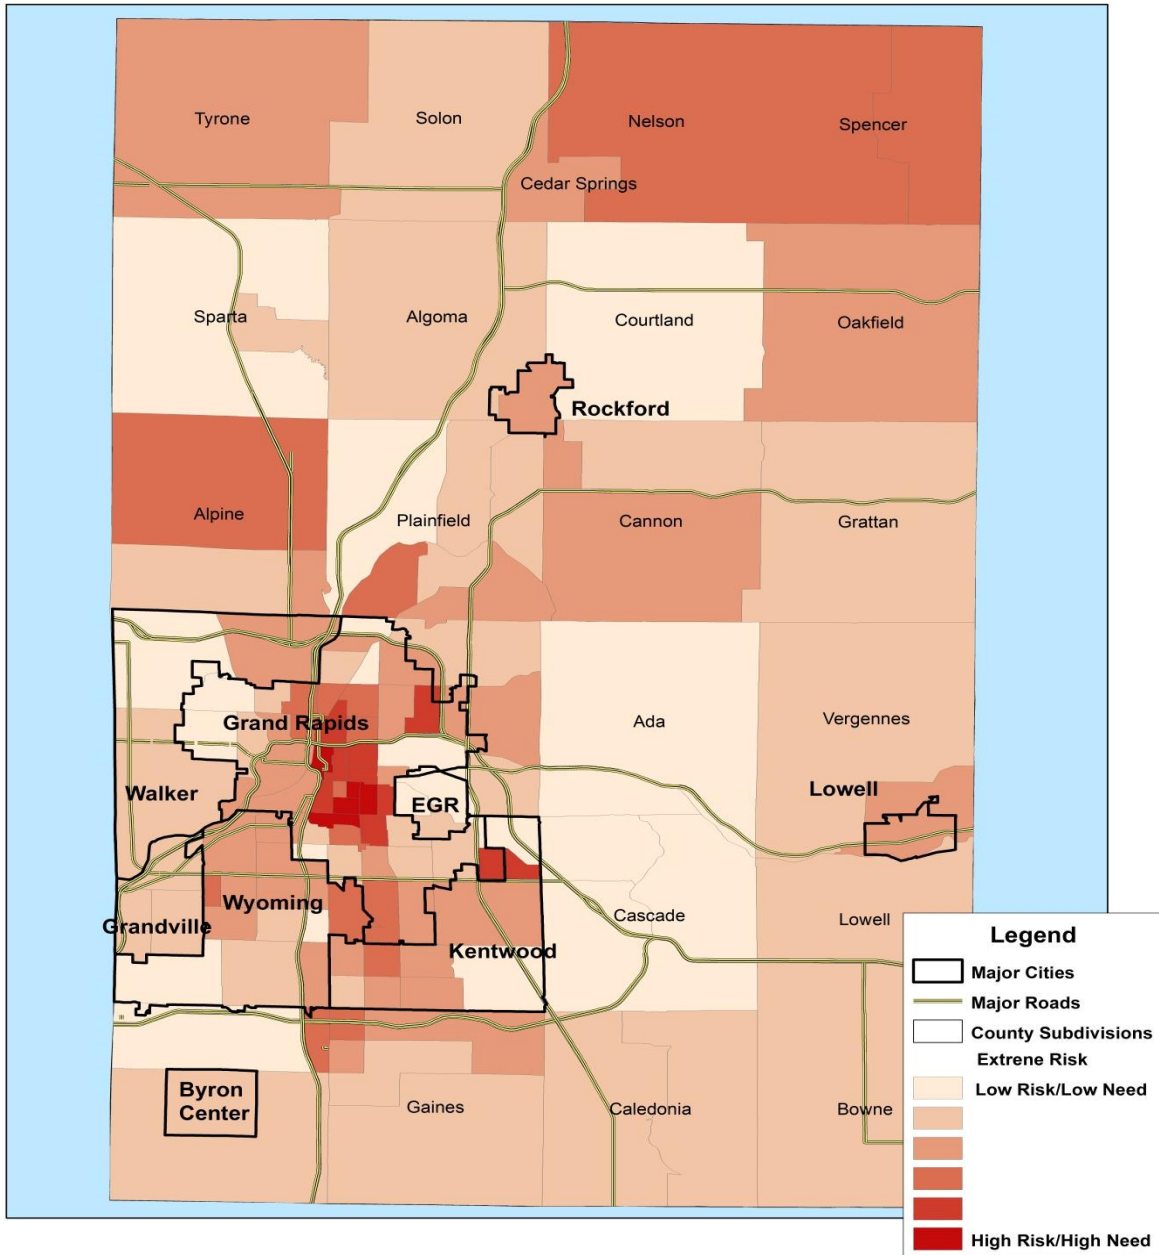 Tyrone
Solon
Nelson
Spencer
Cedar Springs
Sparta
Algoma
Courtland
Oakfield
Rockford
Alpine
Plainfield
Cannon
Grattan
Grand Rapids
Ada
Vergennes
Walker
EGR
Lowell
Wyoming
Grandville
Kentwood
Cascade
Lowell
Byron
Center
Gaines
Caledonia
Bowne
Legend
Major Cities
Major Roads
County Subdivisions
Extrene Risk
Low Risk/Low Need
High Risk/High Need